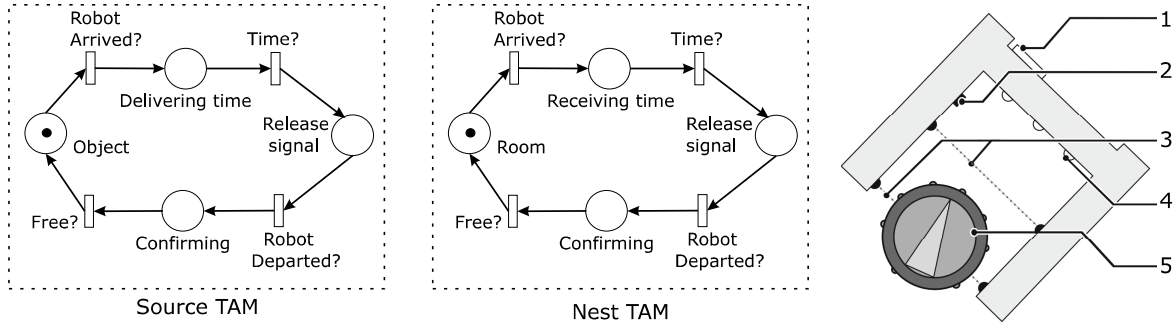 Robot
Arrived?
Time?
Delivering time
Object
Release
signal
Free?
Confirming
Robot
Departed?
Source TAM
Robot
Arrived?
Time?
Receiving time
Room
Release
signal
Free?
Confirming
Robot
Departed?
Nest TAM
1
2
3
4
5